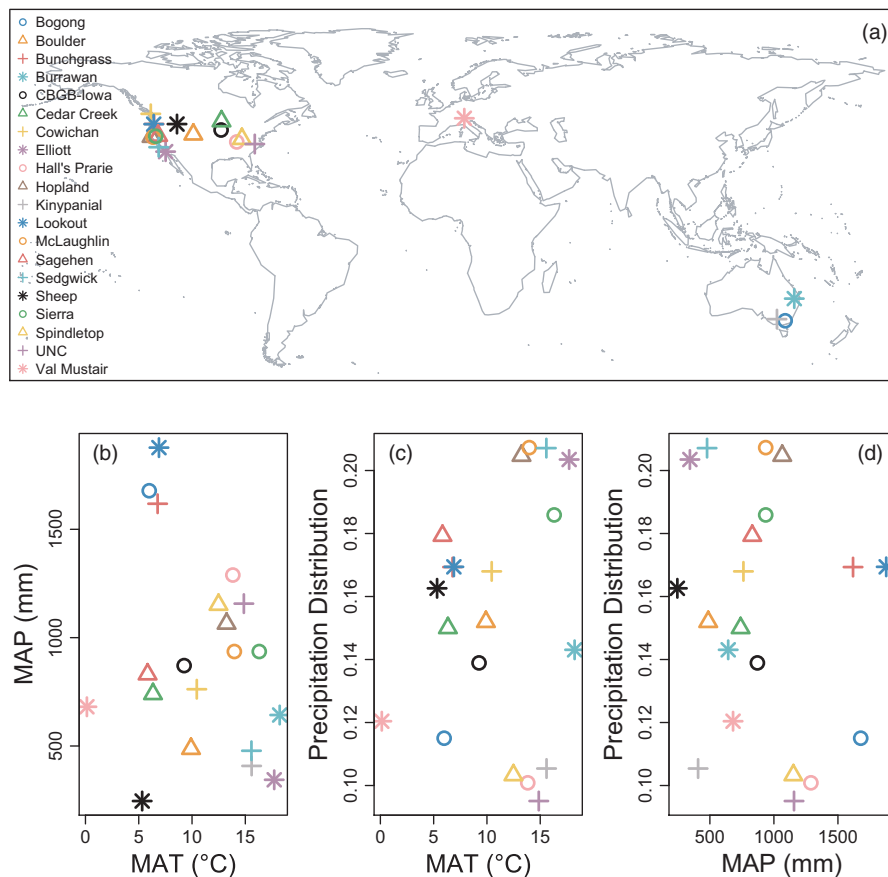 (a)
Bogong
Boulder
Bunchgrass
Burrawan
CBGB-Iowa
Cedar Creek
Cowichan
Elliott
Hall's Prarie
Hopland
Kinypanial
Lookout
McLaughlin
Sagehen
Sedgwick
Sheep
Sierra
Spindletop
UNC
Val Mustair
(b)
MAP (mm)
500
1000
1500
0 5 10 15
MAT (°C)
(c)
Precipitation Distribution
0.10
0.12
0.14
0.16
0.18
0.20
0 5 10 15
MAT (°C)
(d)
Precipitation Distribution
0.10
0.12
0.14
0.16
0.18
0.20
500 1000 1500
MAP (mm)